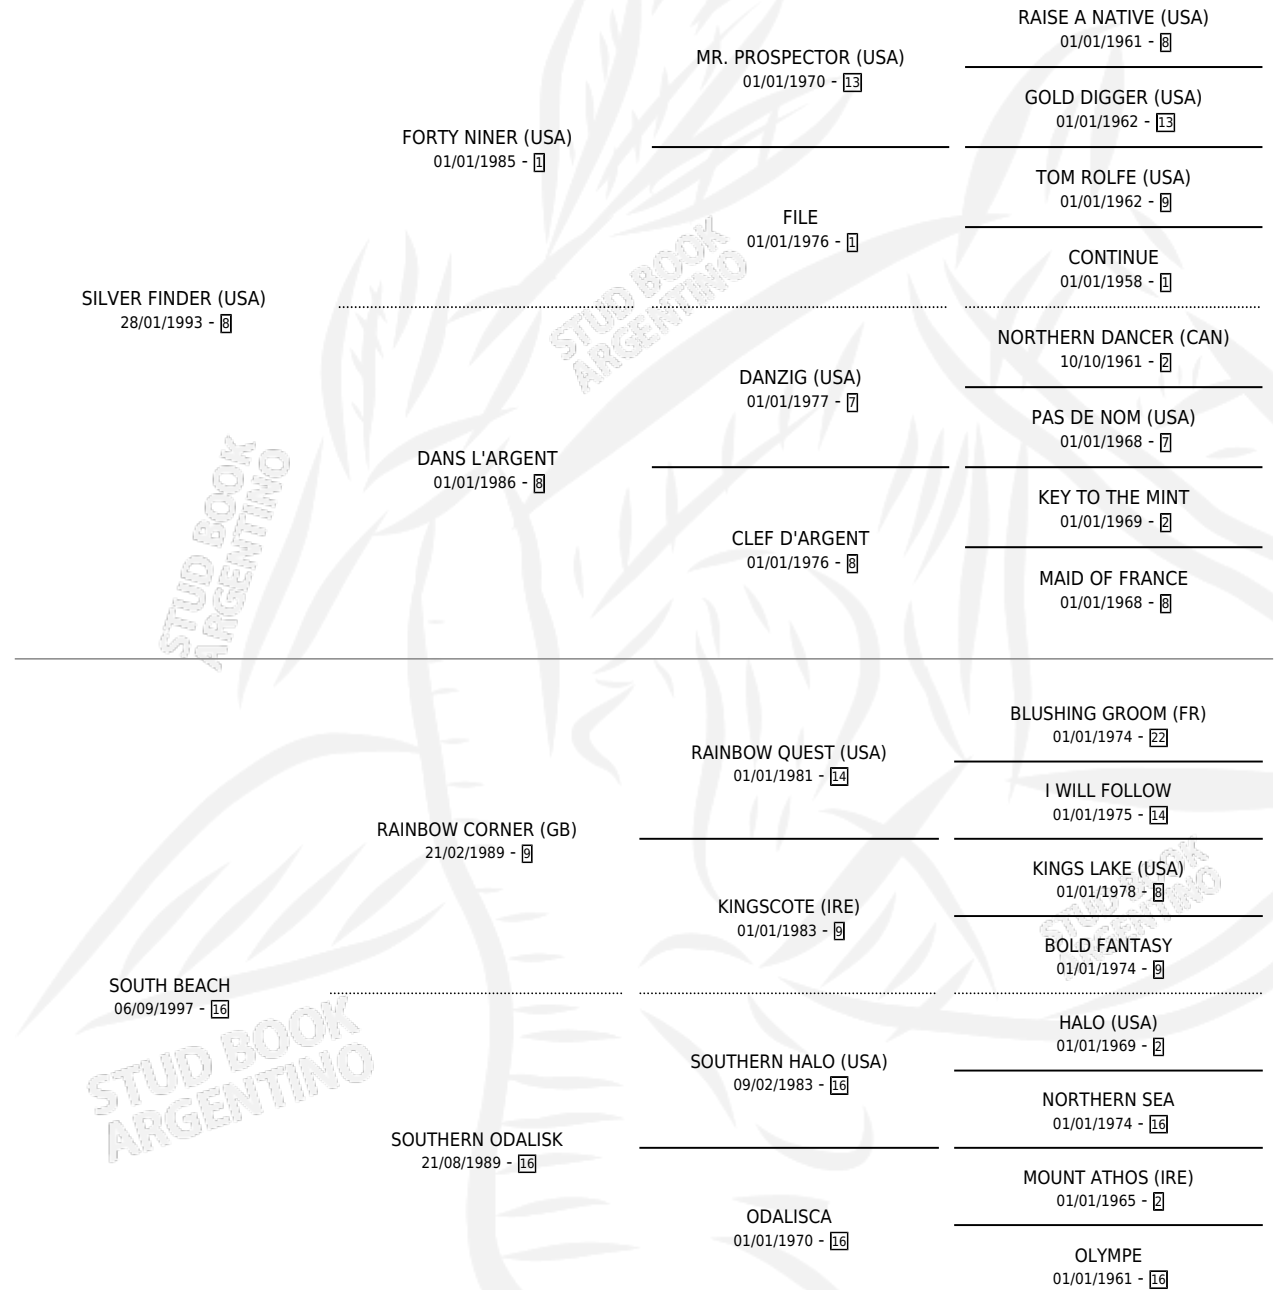 RAISE A NATIVE (USA)
01/01/1961 - 8
MR. PROSPECTOR (USA)
01/01/1970 - 13
GOLD DIGGER (USA)
01/01/1962 - 13
FORTY NINER (USA)
01/01/1985 - 1
TOM ROLFE (USA)
01/01/1962 - 9
FILE
01/01/1976 - 1
CONTINUE
01/01/1958 - 1
SILVER FINDER (USA)
28/01/1993 - 8
STUD BOOK
ARGENTINO
NORTHERN DANCER (CAN)
10/10/1961 - 2
DANZIG (USA)
01/01/1977 - 7
PAS DE NOM (USA)
01/01/1968 - 7
DANS L'ARGENT
01/01/1986 - 8
KEY TO THE MINT
01/01/1969 - 2
CLEF D'ARGENT
01/01/1976 - 8
MAID OF FRANCE
01/01/1968 - 8
STUD BOOK
ARGENTINO
BLUSHING GROOM (FR)
01/01/1974 - 22
RAINBOW QUEST (USA)
01/01/1981 - 14
I WILL FOLLOW
01/01/1975 - 14
RAINBOW CORNER (GB)
21/02/1989 - 9
KINGS LAKE (USA)
01/01/1978 - 8
KINGSCOTE (IRE)
01/01/1983 - 9
BOLD FANTASY
01/01/1974 - 9
STUD BOOK
ARGENTINO
SOUTH BEACH
06/09/1997 - 16
HALO (USA)
01/01/1969 - 2
SOUTHERN HALO (USA)
09/02/1983 - 16
NORTHERN SEA
01/01/1974 - 16
STUD BOOK
ARGENTINO
SOUTHERN ODALISK
21/08/1989 - 16
MOUNT ATHOS (IRE)
01/01/1965 - 2
ODALISCA
01/01/1970 - 16
OLYMPE
01/01/1961 - 16